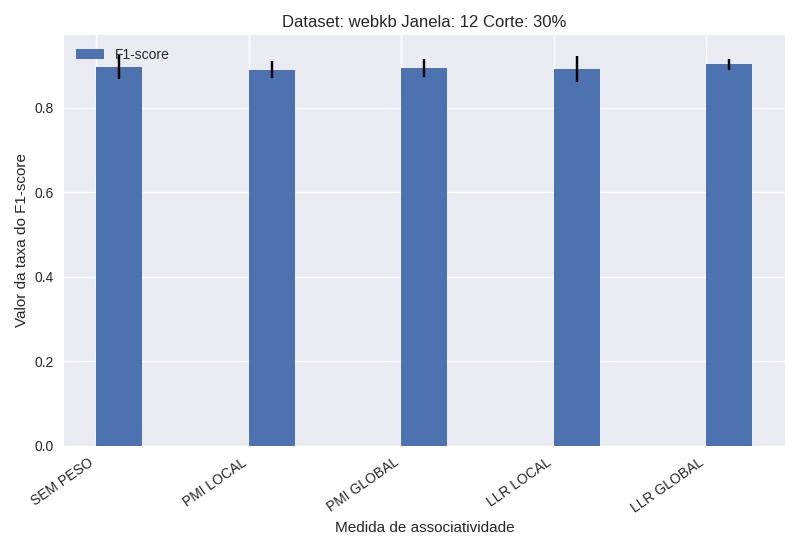 Dataset: webkb Janela: 12 Corte: 30%
F1-score
Valor da taxa do F1-score
0.8
0.6
0.4
0.2
0.0
SEM PESO
PMI LOCAL
PMI GLOBAL
LLR LOCAL
LLR GLOBAL
Medida de associatividade